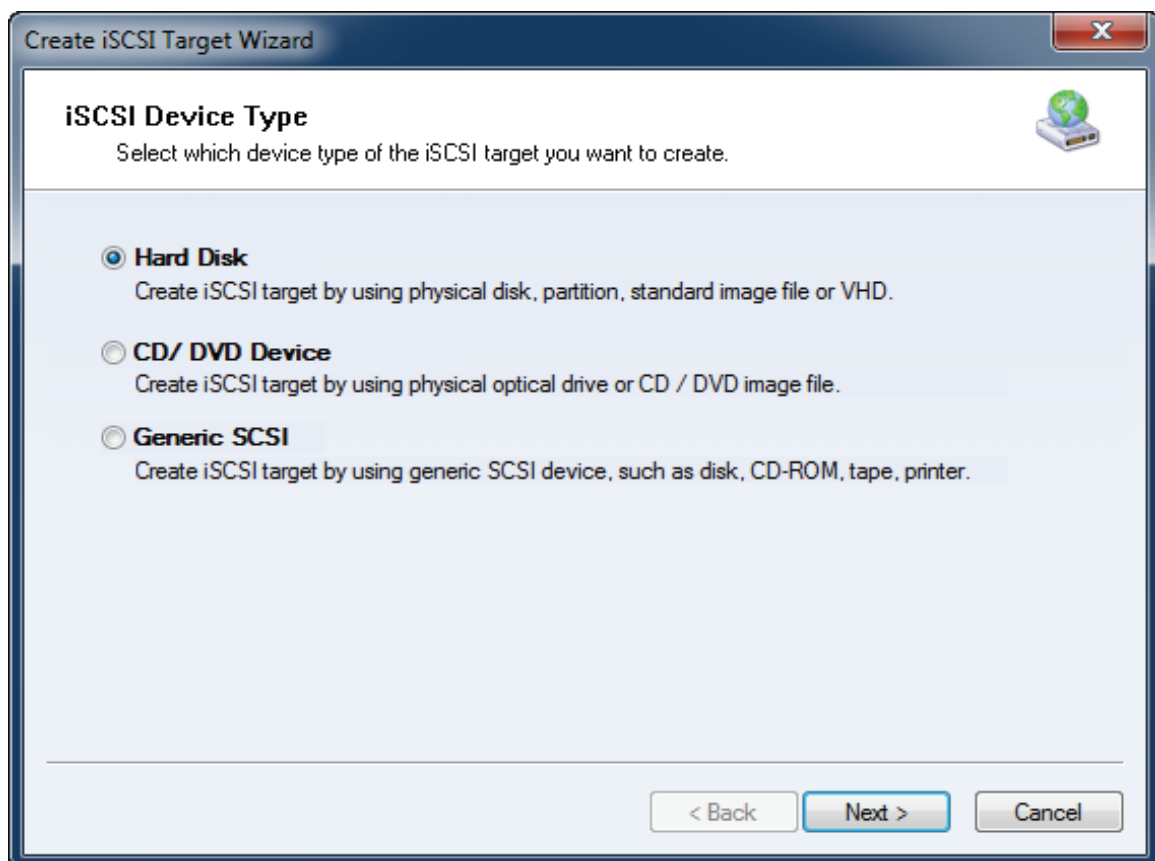 Create iSCSI Target Wizard
iSCSI Device Type
Select which device type of the iSCSI target you want to create.
Hard Disk
Create iSCSI target by using physical disk, partition, standard image file or VHD.
CD/ DVD Device
Create iSCSI target by using physical optical drive or CD / DVD image file.
Generic SCSI
Create iSCSI target by using generic SCSI device, such as disk, CD-ROM, tape, printer.
< Back Next > Cancel